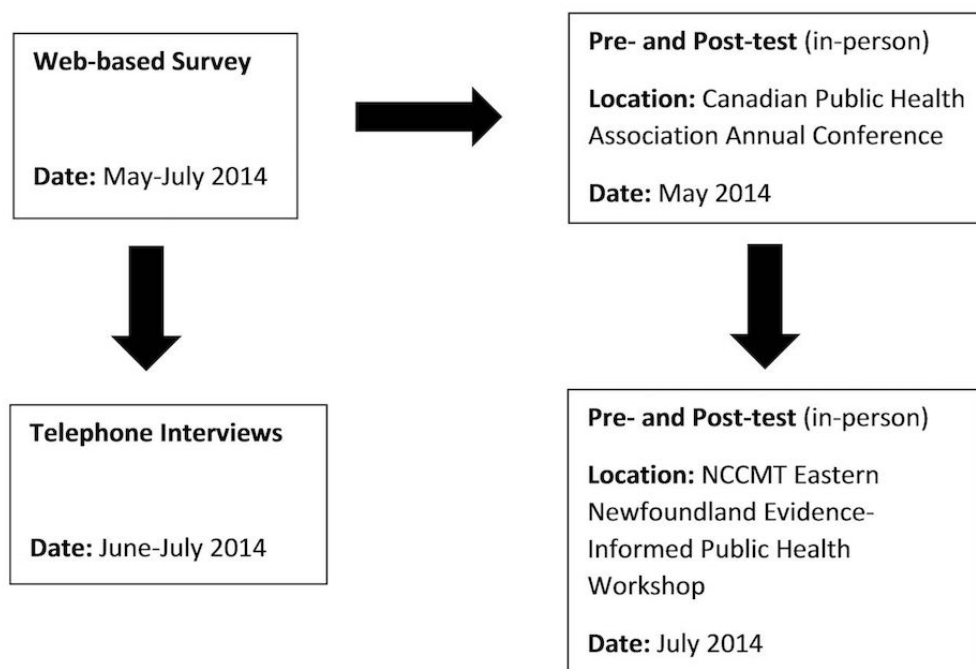 Web-based Survey
Date: May-July 2014
Pre- and Post-test (in-person)
Location: Canadian Public Health
Association Annual Conference
Date: May 2014
Telephone Interviews
Date: June-July 2014
Pre- and Post-test (in-person)
Location: NCCMT Eastern
Newfoundland Evidence-
Informed Public Health
Workshop
Date: July 2014